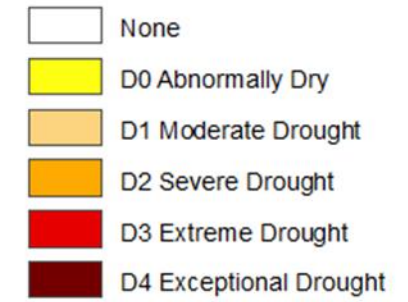 None
D0 Abnormally Dry
D1 Moderate Drought
D2 Severe Drought
D3 Extreme Drought
D4 Exceptional Drought